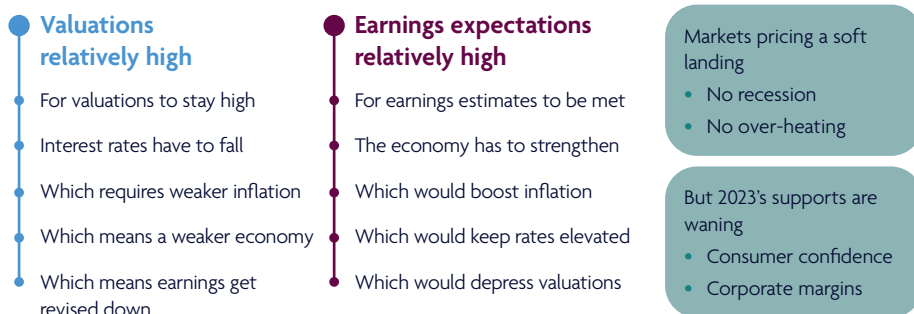 Valuations
relatively high
For valuations to stay high
Interest rates have to fall
Which requires weaker inflation
Which means a weaker economy
Which means earnings get
revised down
Earnings expectations
relatively high
For earnings estimates to be met
The economy has to strengthen
Which would boost inflation
Which would keep rates elevated
Which would depress valuations
Markets pricing a soft
landing
• No recession
• No over-heating
But 2023's supports are
waning
• Consumer confidence
• Corporate margins